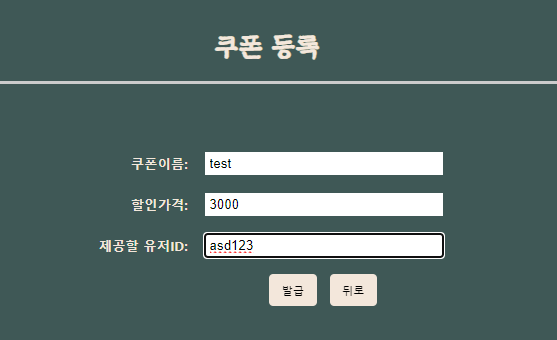 쿠폰 등록
쿠폰이름: test
할인가격: 3000
제공할 유저ID: asd123
발급 뒤로